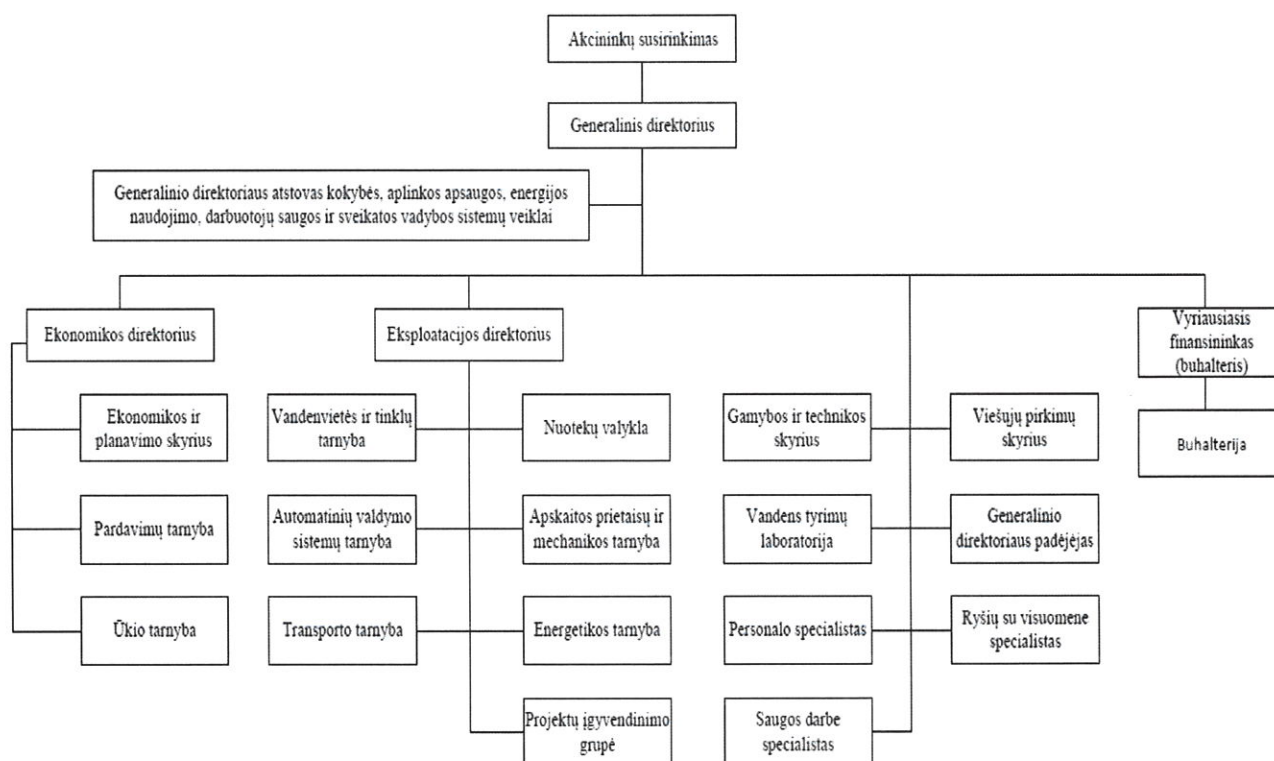 Akcininkų susirinkimas
Generalinis direktorius
Generalinio direktoriaus atstovas kokybės, aplinkos apsaugos, energijos
naudojimo, darbuotojų saugos ir sveikatos vadybos sistemų veiklai
Ekonomikos direktorius
Eksploatacijos direktorius
Vyriausiasis
finansininkas
(buhalteris)
Ekonomikos ir
planavimo skyrius
Vandenvietės ir tinklų
tarnyba
Nuotekų valykla
Gamybos ir technikos
skyrius
Viešųjų pirkimų
skyrius
Buhalterija
Pardavimų tarnyba
Automatinių valdymo
sistemų tarnyba
Apskaitos prietaisų ir
mechanikos tarnyba
Vandens tyrimų
laboratorija
Generalinio
direktoriaus padėjėjas
Ūkio tarnyba
Transporto tarnyba
Energetikos tarnyba
Personalo specialistas
Ryšių su visuomene
specialistas
Projektų įgyvendinimo
grupė
Saugos darbe
specialistas